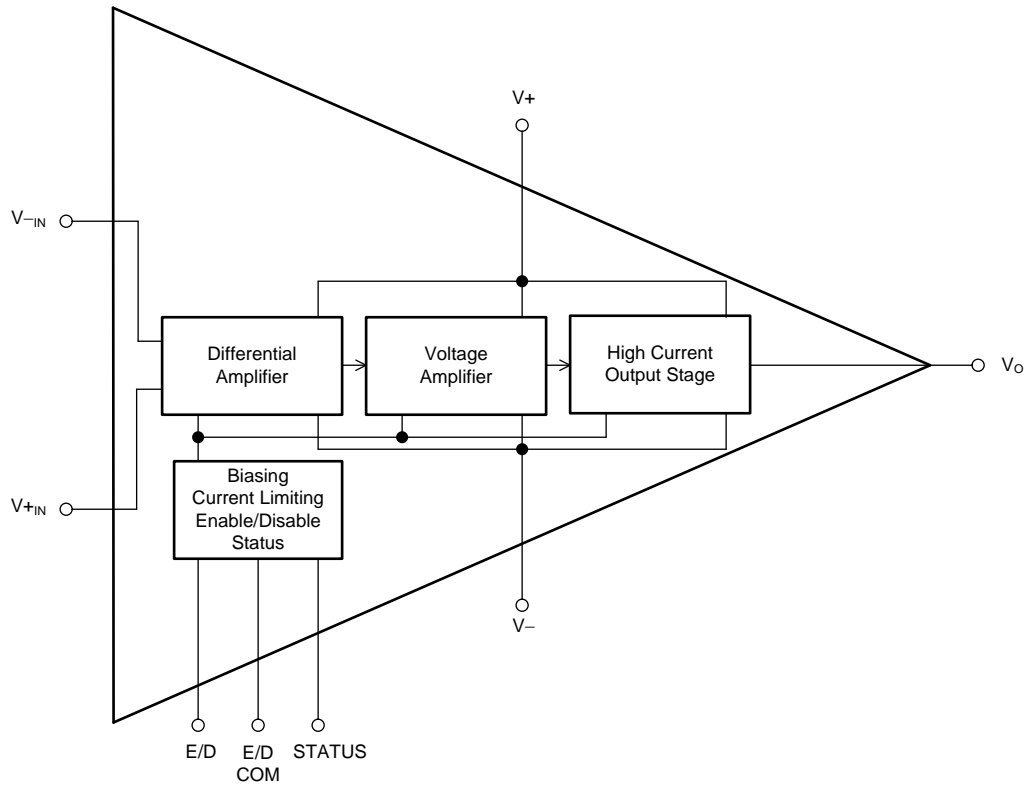 V+
V–IN
Differential
Amplifier
Voltage
Amplifier
High Current
Output Stage
VO
V+IN
Biasing
Current Limiting
Enable/Disable
Status
V–
E/D
E/D
COM
STATUS